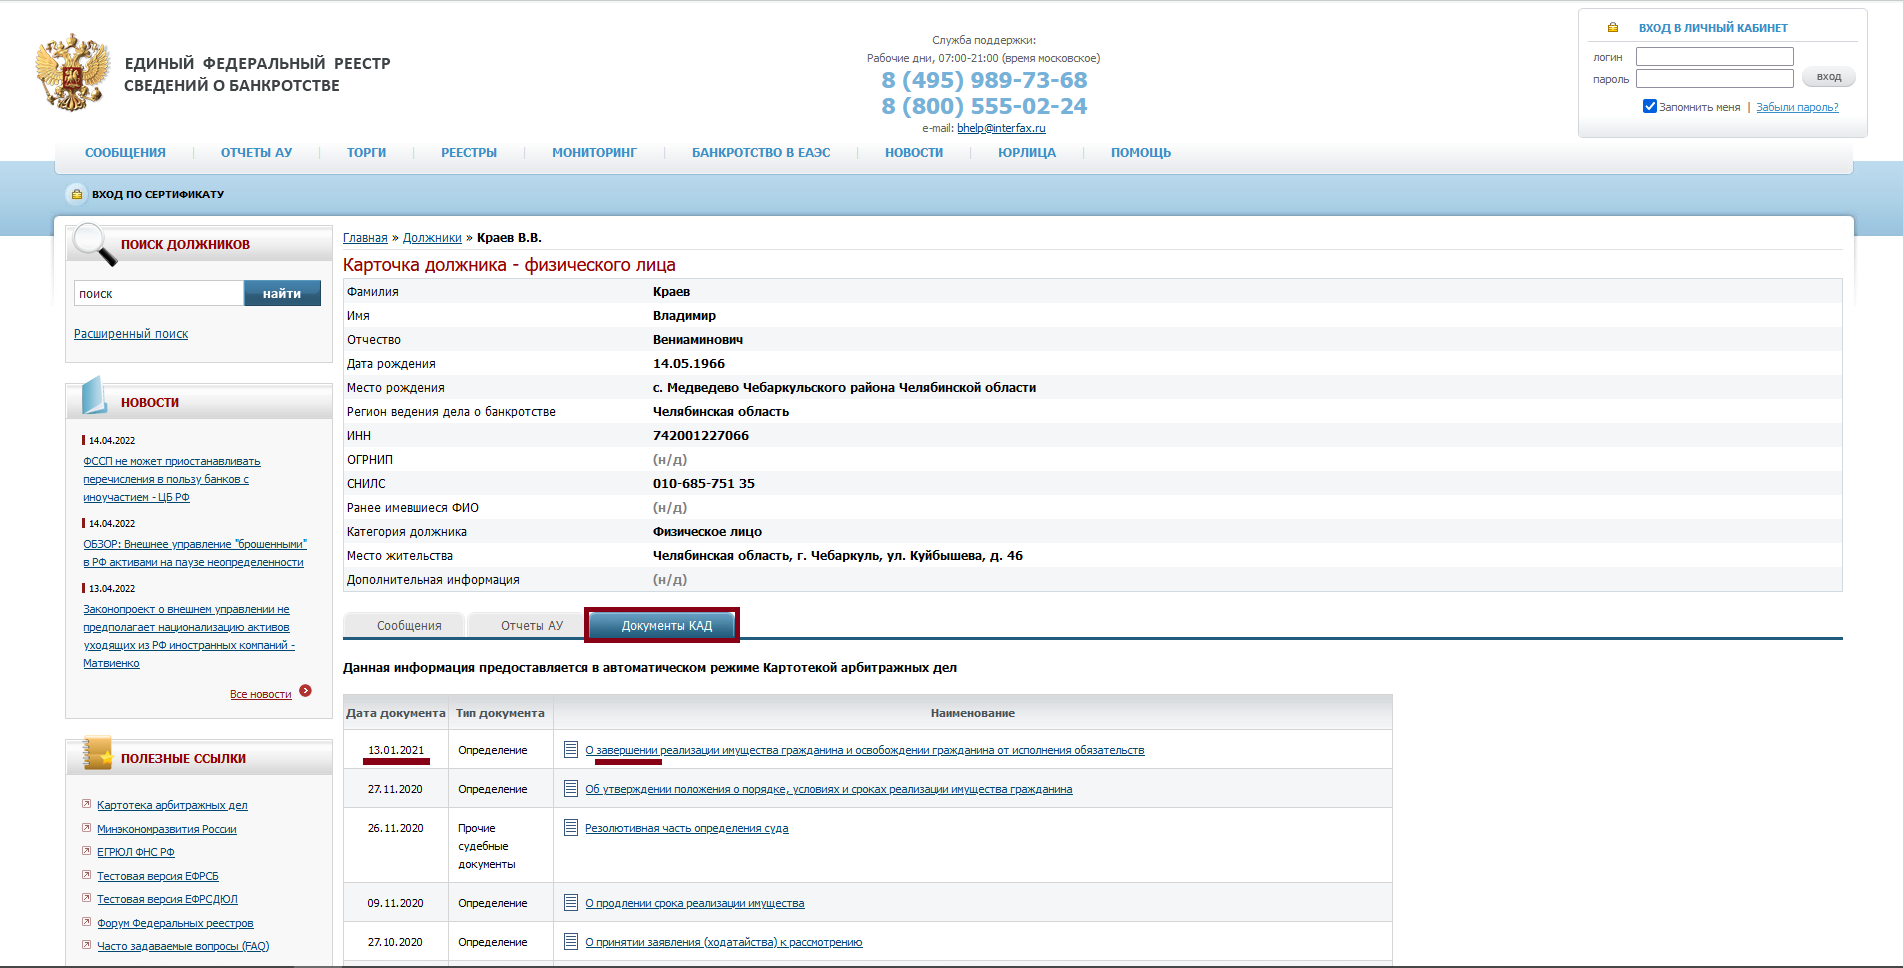 ЕДИНЫЙ ФЕДЕРАЛЬНЫЙ РЕЕСТР
СВЕДЕНИЙ О БАНКРОТСТВЕ
Служба поддержки:
Рабочие дни, 07:00-21:00 (время московское)
8 (495) 989-73-68
8 (800) 555-02-24
e-mail: bhelp@interfax.ru
ВХОД В ЛИЧНЫЙ КАБИНЕТ
логин
пароль
вход
Запомнить меня | Забыли пароль?
СООБЩЕНИЯ ОТЧЕТЫ АУ ТОРГИ РЕЕСТРЫ МОНИТОРИНГ БАНКРОТСТВО В ЕАЭС НОВОСТИ ЮРЛИЦА ПОМОЩЬ
ВХОД ПО СЕРТИФИКАТУ
ПОИСК ДОЛЖНИКОВ
поиск найти
Расширенный поиск
НОВОСТИ
14.04.2022
ФССП не может приостанавливать
перечисления в пользу банков с
иноучастием - ЦБ РФ
14.04.2022
ОБЗОР: Внешнее управление "брошенными"
в РФ активами на паузе неопределенности
13.04.2022
Законопроект о внешнем управлении не
предполагает национализацию активов
уходящих из РФ иностранных компаний -
Матвиенко
Все новости
ПОЛЕЗНЫЕ ССЫЛКИ
Картотека арбитражных дел
Минэкономразвития России
ЕГРЮЛ ФНС РФ
Тестовая версия ЕФРСБ
Тестовая версия ЕФРСДЮЛ
Форум Федеральных реестров
Часто задаваемые вопросы (FAQ)
Главная » Должники » Краев В.В.
Карточка должника - физического лица
Фамилия Краев
Имя Владимир
Отчество Вениаминович
Дата рождения 14.05.1966
Место рождения с. Медведево Чебаркульского района Челябинской области
Регион ведения дела о банкротстве Челябинская область
ИНН 742001227066
ОГРНИП (н/д)
СНИЛС 010-685-751 35
Ранее имевшиеся ФИО (н/д)
Категория должника Физическое лицо
Место жительства Челябинская область, г. Чебаркуль, ул. Куйбышева, д. 46
Дополнительная информация (н/д)
Сообщения Отчеты АУ Документы КАД
Данная информация предоставляется в автоматическом режиме Картотекой арбитражных дел
Дата документа Тип документа Наименование
13.01.2021 Определение О завершении реализации имущества гражданина и освобождении гражданина от исполнения обязательств
27.11.2020 Определение Об утверждении положения о порядке, условиях и сроках реализации имущества гражданина
26.11.2020 Прочие Резолютивная часть определения суда
судебные
документы
09.11.2020 Определение О продлении срока реализации имущества
27.10.2020 Определение О принятии заявления (ходатайства) к рассмотрению